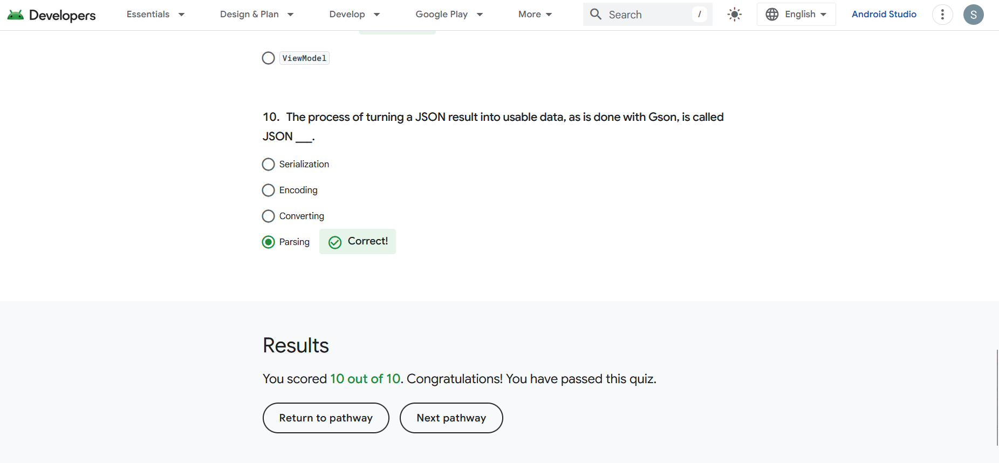 Developers Essentials Design & Plan Develop Google Play More Search / English Android Studio S
ViewModel
10. The process of turning a JSON result into usable data, as is done with Gson, is called
JSON ___.
Serialization
Encoding
Converting
Parsing Correct!
Results
You scored 10 out of 10. Congratulations! You have passed this quiz.
Return to pathway Next pathway